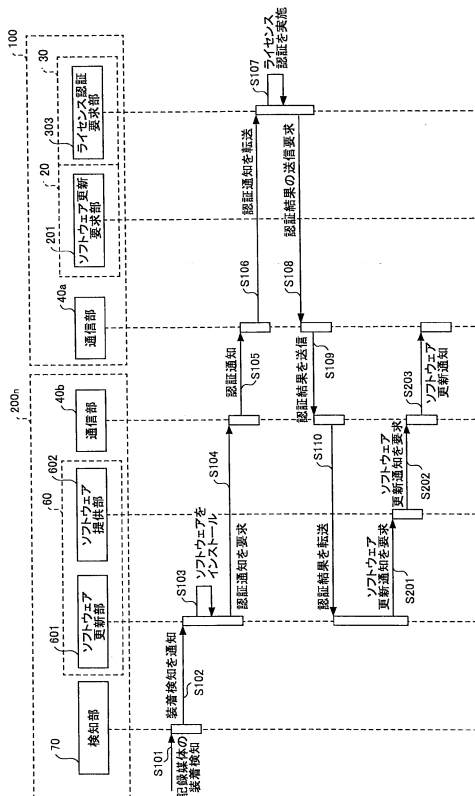 200n
100
60
20
30
70
検知部
601
ソフトウェア
更新部
602
ソフトウェア
提供部
40b
通信部
40a
通信部
201
ソフトウェア更新
要求部
303
ライセンス認証
要求部
S101
記録媒体の
装着検知
装着検知を通知
S102
S103
ソフトウェアを
インストール
認証通知を要求
S104
認証通知
S105
認証通知を転送
S106
S107
ライセンス
認証を実施
認証結果の送信要求
S108
認証結果を送信
S109
認証結果を転送
S110
ソフトウェア
更新通知を要求
S201
ソフトウェア
更新通知を要求
S202
S203
ソフトウェア
更新通知